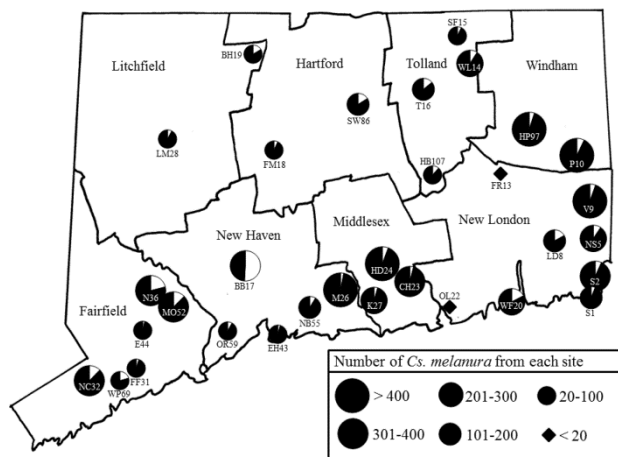 SF15
BH19
Litchfield
Hartford
Tolland
WL14
Windham
T16
SW86
HP97
LM28
FM18
P10
HB107
FR13
V9
New Haven
Middlesex
New London
NS5
LD8
BB17
HD24
S2
N36
M26
CH23
Fairfield
MO52
K27
OL22
WF20
S1
NB55
E44
OR59
EH43
FF31
NC32
WP69
Number of Cs. melanura from each site
> 400
201-300
20-100
301-400
101-200
< 20